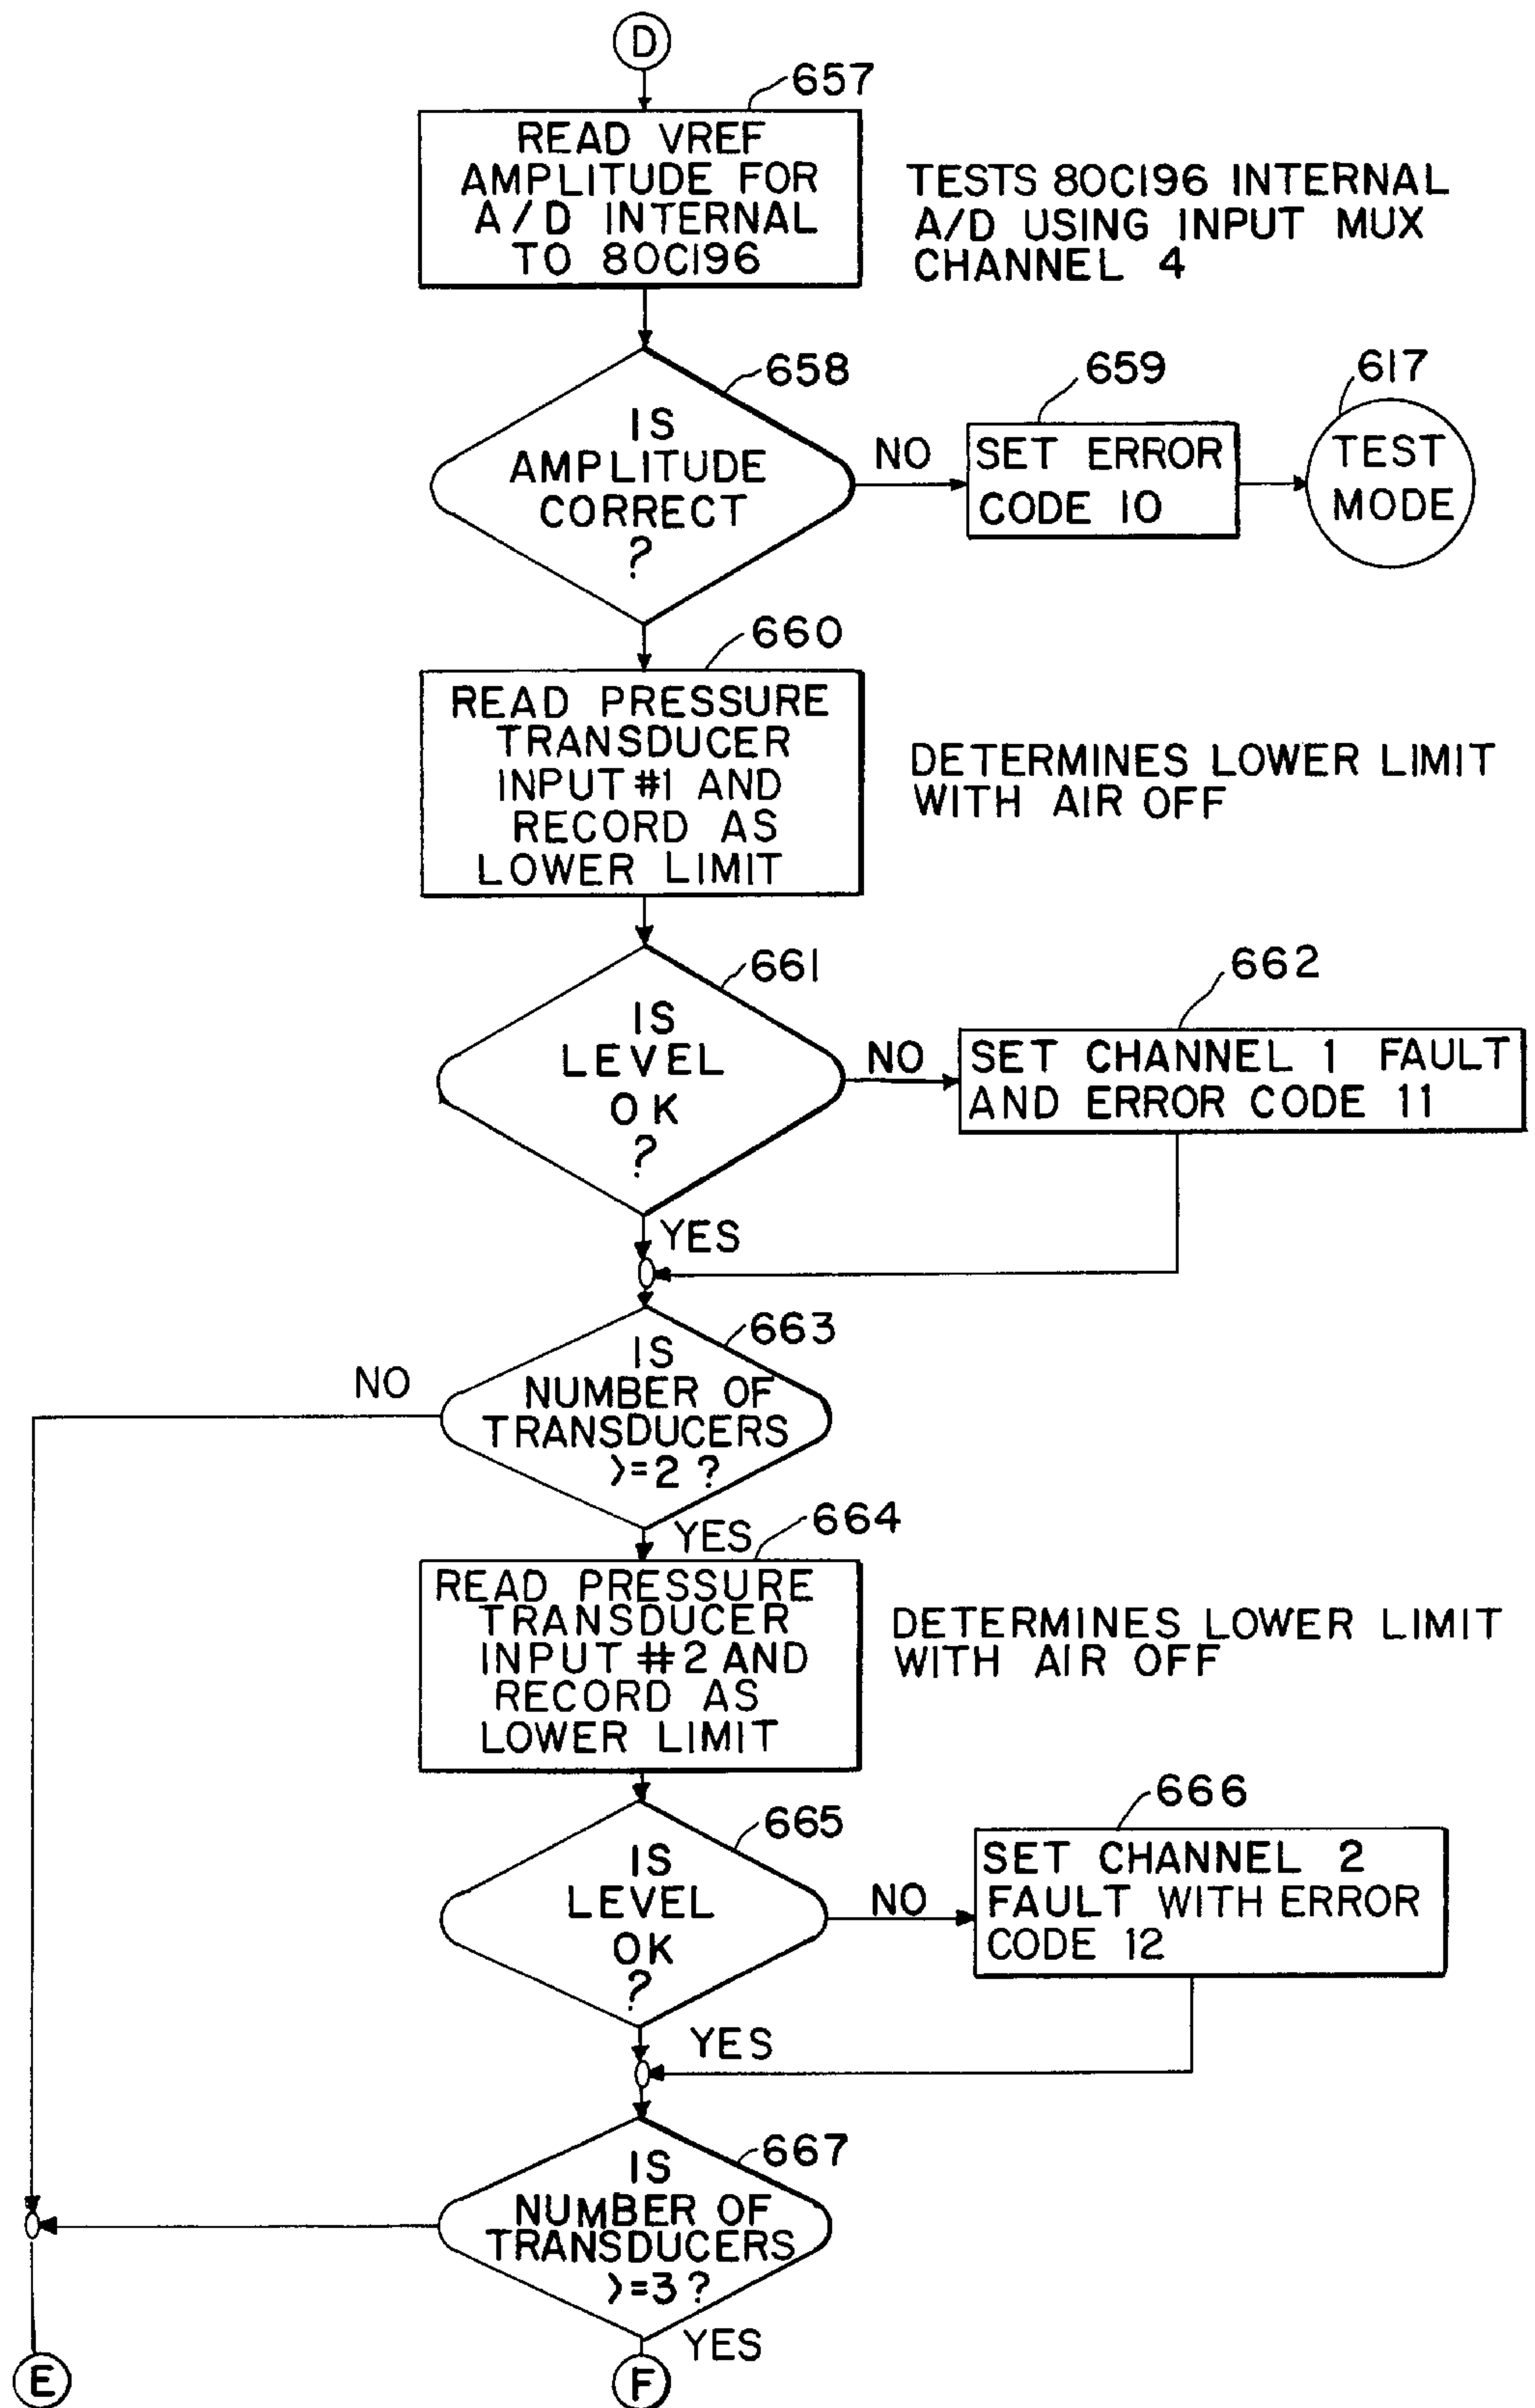 D
657
READ VREF
AMPLITUDE FOR
A/D INTERNAL
TO 80C196
TESTS 80C196 INTERNAL
A/D USING INPUT MUX
CHANNEL 4
658
IS
AMPLITUDE
CORRECT
?
NO
659
SET ERROR
CODE 10
617
TEST
MODE
660
READ PRESSURE
TRANSDUCER
INPUT #1 AND
RECORD AS
LOWER LIMIT
DETERMINES LOWER LIMIT
WITH AIR OFF
661
IS
LEVEL
OK
?
NO
662
SET CHANNEL 1 FAULT
AND ERROR CODE 11
YES
663
IS
NUMBER OF
TRANSDUCERS
>=2 ?
NO
YES
664
READ PRESSURE
TRANSDUCER
INPUT #2 AND
RECORD AS
LOWER LIMIT
DETERMINES LOWER LIMIT
WITH AIR OFF
665
IS
LEVEL
OK
?
NO
666
SET CHANNEL 2
FAULT WITH ERROR
CODE 12
YES
667
IS
NUMBER OF
TRANSDUCERS
>=3 ?
YES
E
F